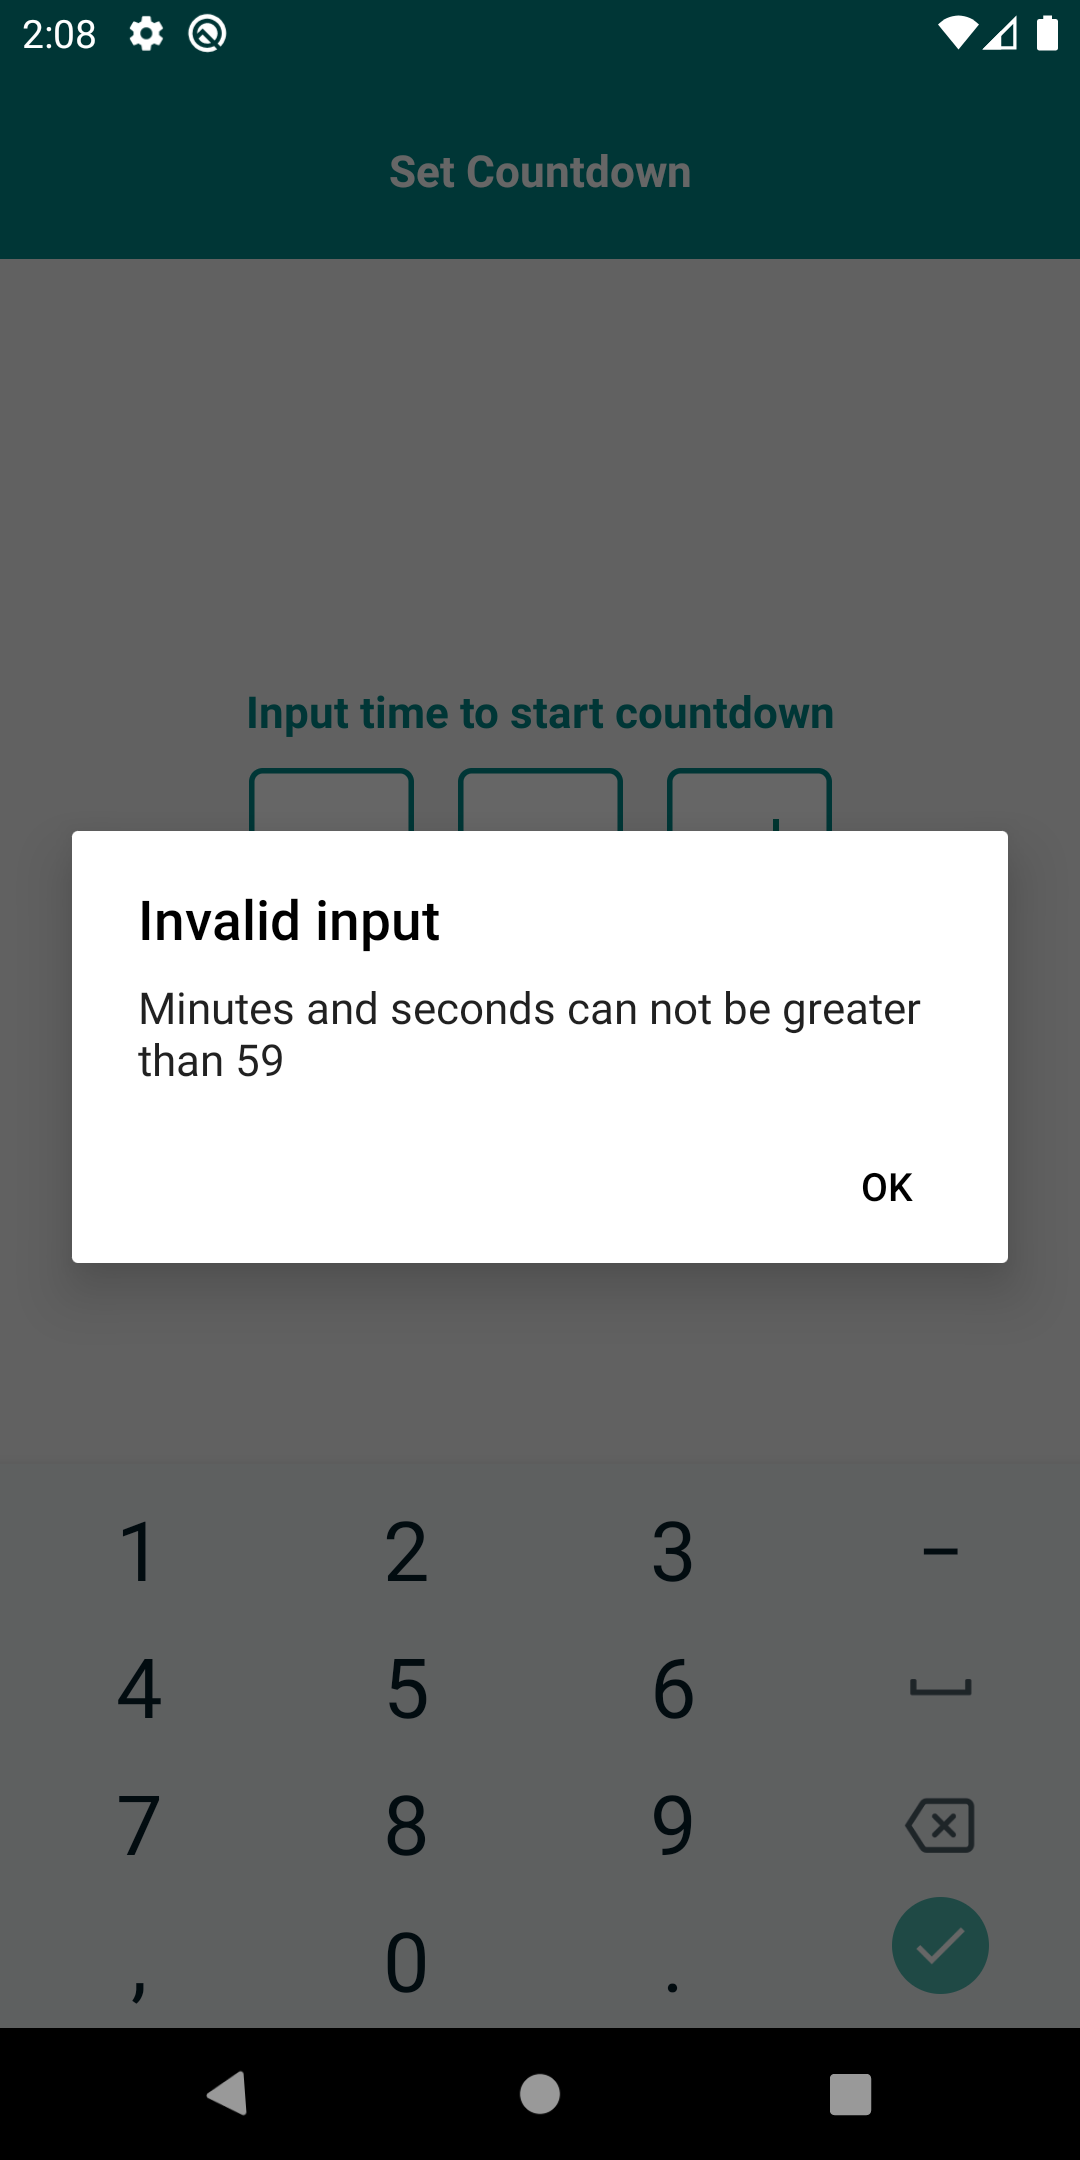 2:08
Set Countdown
Input time to start countdown
Invalid input
Minutes and seconds can not be greater
than 59
OK
1 2 3 –
4 5 6
7 8 9
, 0 .